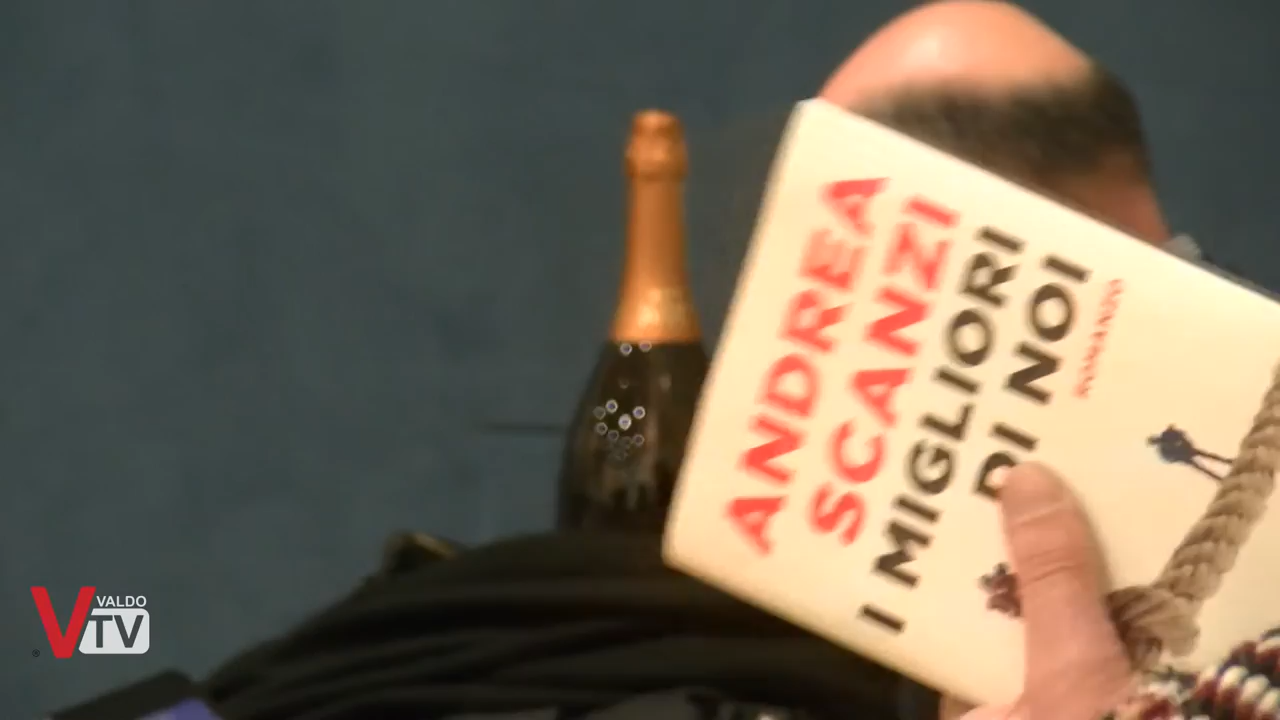 ANDREA
SCANZI
I MIGLIORI
DI NOI
ROMANZO
VALDO
TV